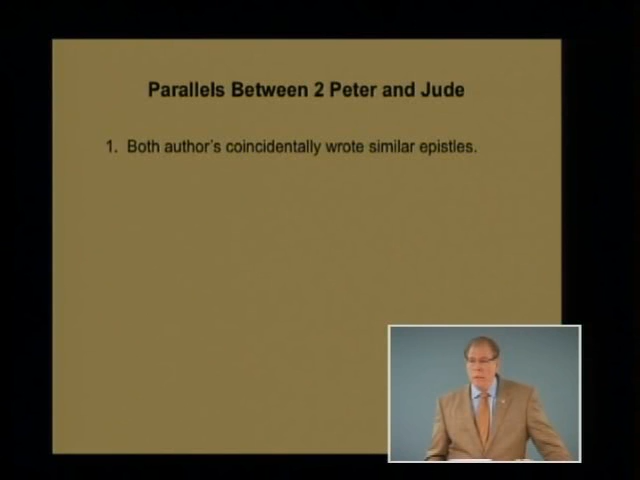 Parallels Between 2 Peter and Jude
1. Both author's coincidentally wrote similar epistles.